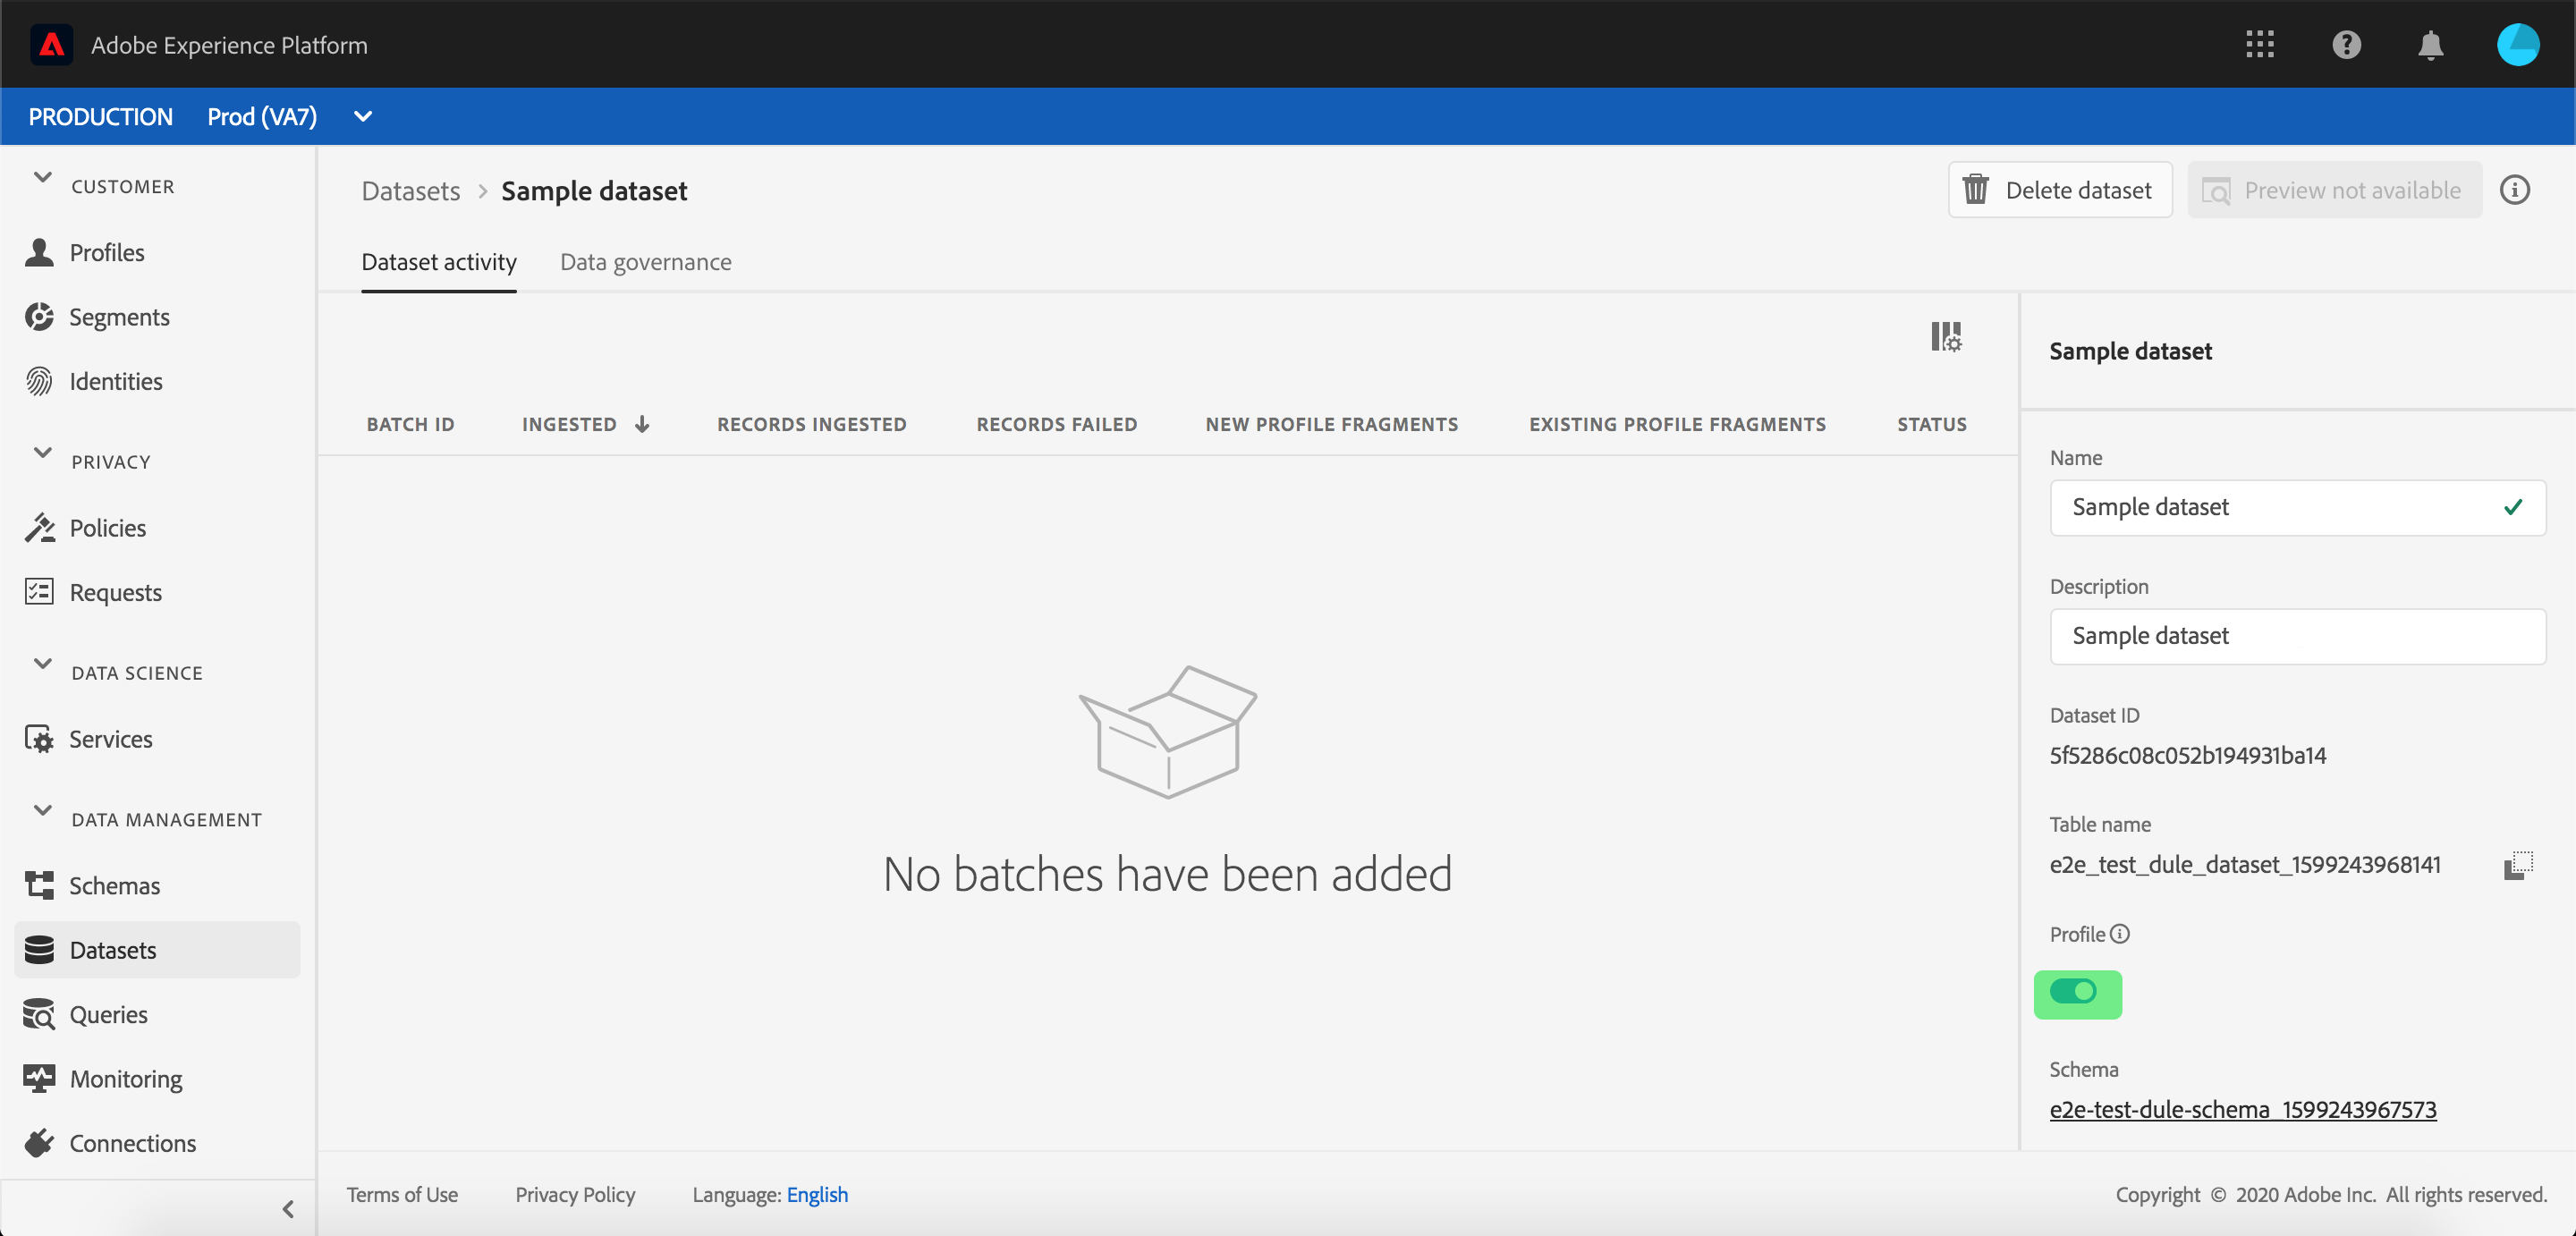 Adobe Experience Platform
PRODUCTION Prod (VA7)
CUSTOMER
Profiles
Segments
Identities
PRIVACY
Policies
Requests
DATA SCIENCE
Services
DATA MANAGEMENT
Schemas
Datasets
Queries
Monitoring
Connections
Datasets > Sample dataset
Delete dataset
Preview not available
Dataset activity Data governance
BATCH ID INGESTED RECORDS INGESTED RECORDS FAILED NEW PROFILE FRAGMENTS EXISTING PROFILE FRAGMENTS STATUS
No batches have been added
Sample dataset
Name
Sample dataset
Description
Sample dataset
Dataset ID
5f5286c08c052b194931ba14
Table name
e2e_test_dule_dataset_1599243968141
Profile
Schema
e2e-test-dule-schema_1599243967573
Terms of Use Privacy Policy Language: English
Copyright © 2020 Adobe Inc. All rights reserved.